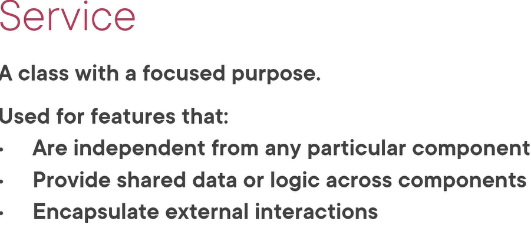 Service
A class with a focused purpose.
Used for features that:
• Are independent from any particular component
• Provide shared data or logic across components
• Encapsulate external interactions